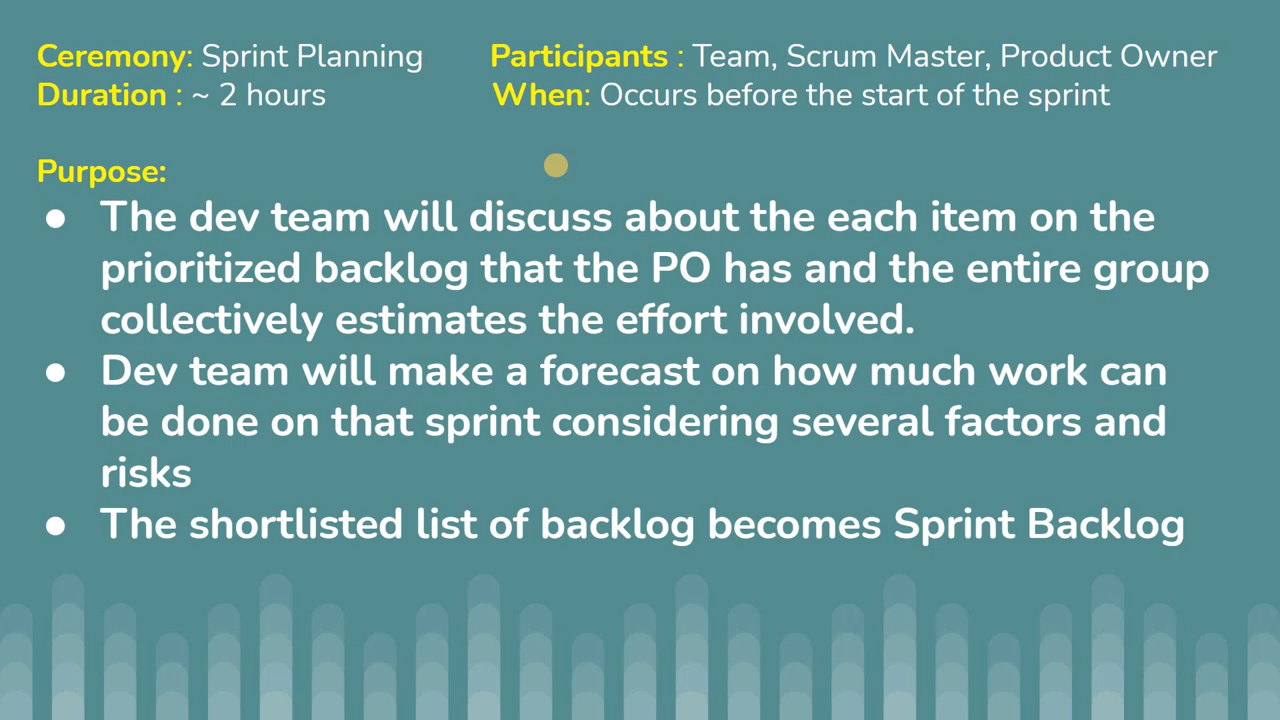 Ceremony: Sprint Planning
Participants : Team, Scrum Master, Product Owner
Duration : ~ 2 hours
When: Occurs before the start of the sprint
Purpose:
● The dev team will discuss about the each item on the
prioritized backlog that the PO has and the entire group
collectively estimates the effort involved.
● Dev team will make a forecast on how much work can
be done on that sprint considering several factors and
risks
● The shortlisted list of backlog becomes Sprint Backlog